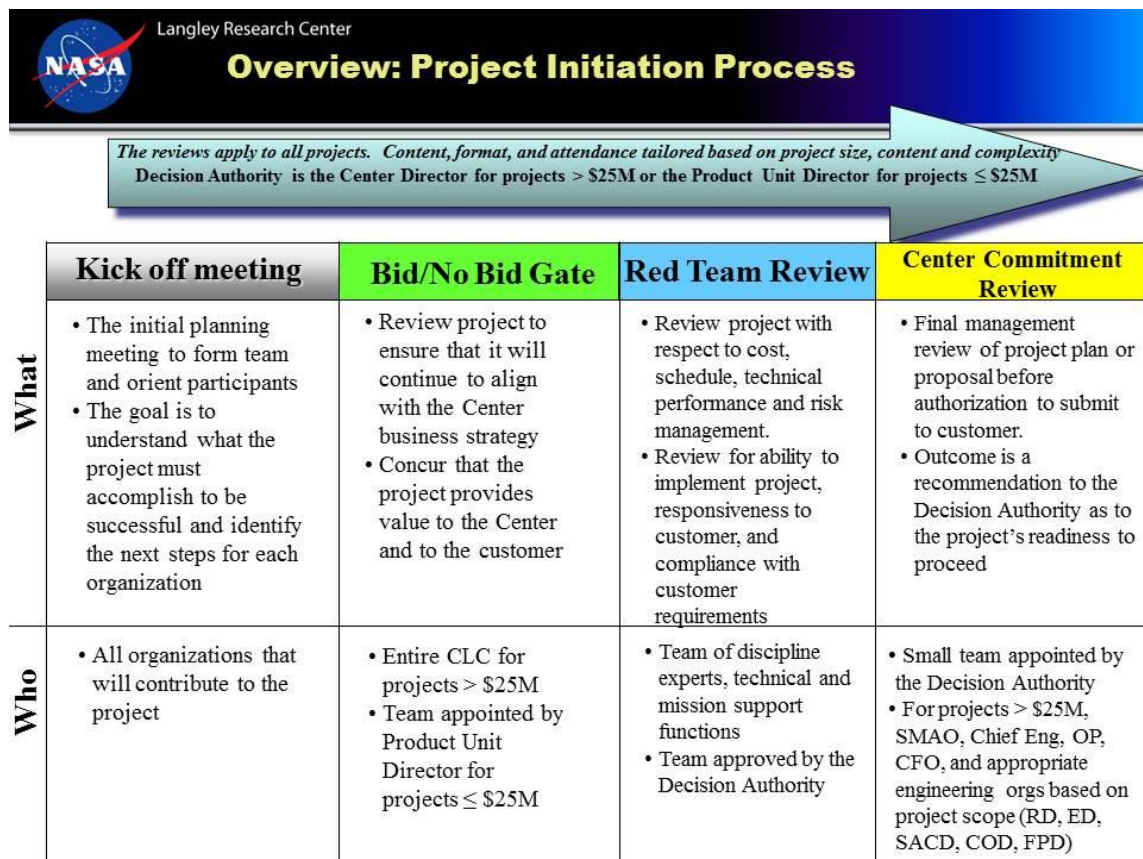 Langley Research Center
NASA
Overview: Project Initiation Process
The reviews apply to all projects. Content, format, and attendance tailored based on project size, content and complexity
Decision Authority is the Center Director for projects > $25M or the Product Unit Director for projects ≤ $25M
Kick off meeting
Bid/No Bid Gate
Red Team Review
Center Commitment
Review
What
• The initial planning
meeting to form team
and orient participants
• The goal is to
understand what the
project must
accomplish to be
successful and identify
the next steps for each
organization
• Review project to
ensure that it will
continue to align
with the Center
business strategy
• Concur that the
project provides
value to the Center
and to the customer
• Review project with
respect to cost,
schedule, technical
performance and risk
management.
• Review for ability to
implement project,
responsiveness to
customer, and
compliance with
customer
requirements
• Final management
review of project plan or
proposal before
authorization to submit
to customer.
• Outcome is a
recommendation to the
Decision Authority as to
the project's readiness to
proceed
Who
• All organizations that
will contribute to the
project
• Entire CLC for
projects > $25M
• Team appointed by
Product Unit
Director for
projects ≤ $25M
• Team of discipline
experts, technical and
mission support
functions
• Team approved by the
Decision Authority
• Small team appointed by
the Decision Authority
• For projects > $25M,
SMAO, Chief Eng, OP,
CFO, and appropriate
engineering orgs based on
project scope (RD, ED,
SACD, COD, FPD)